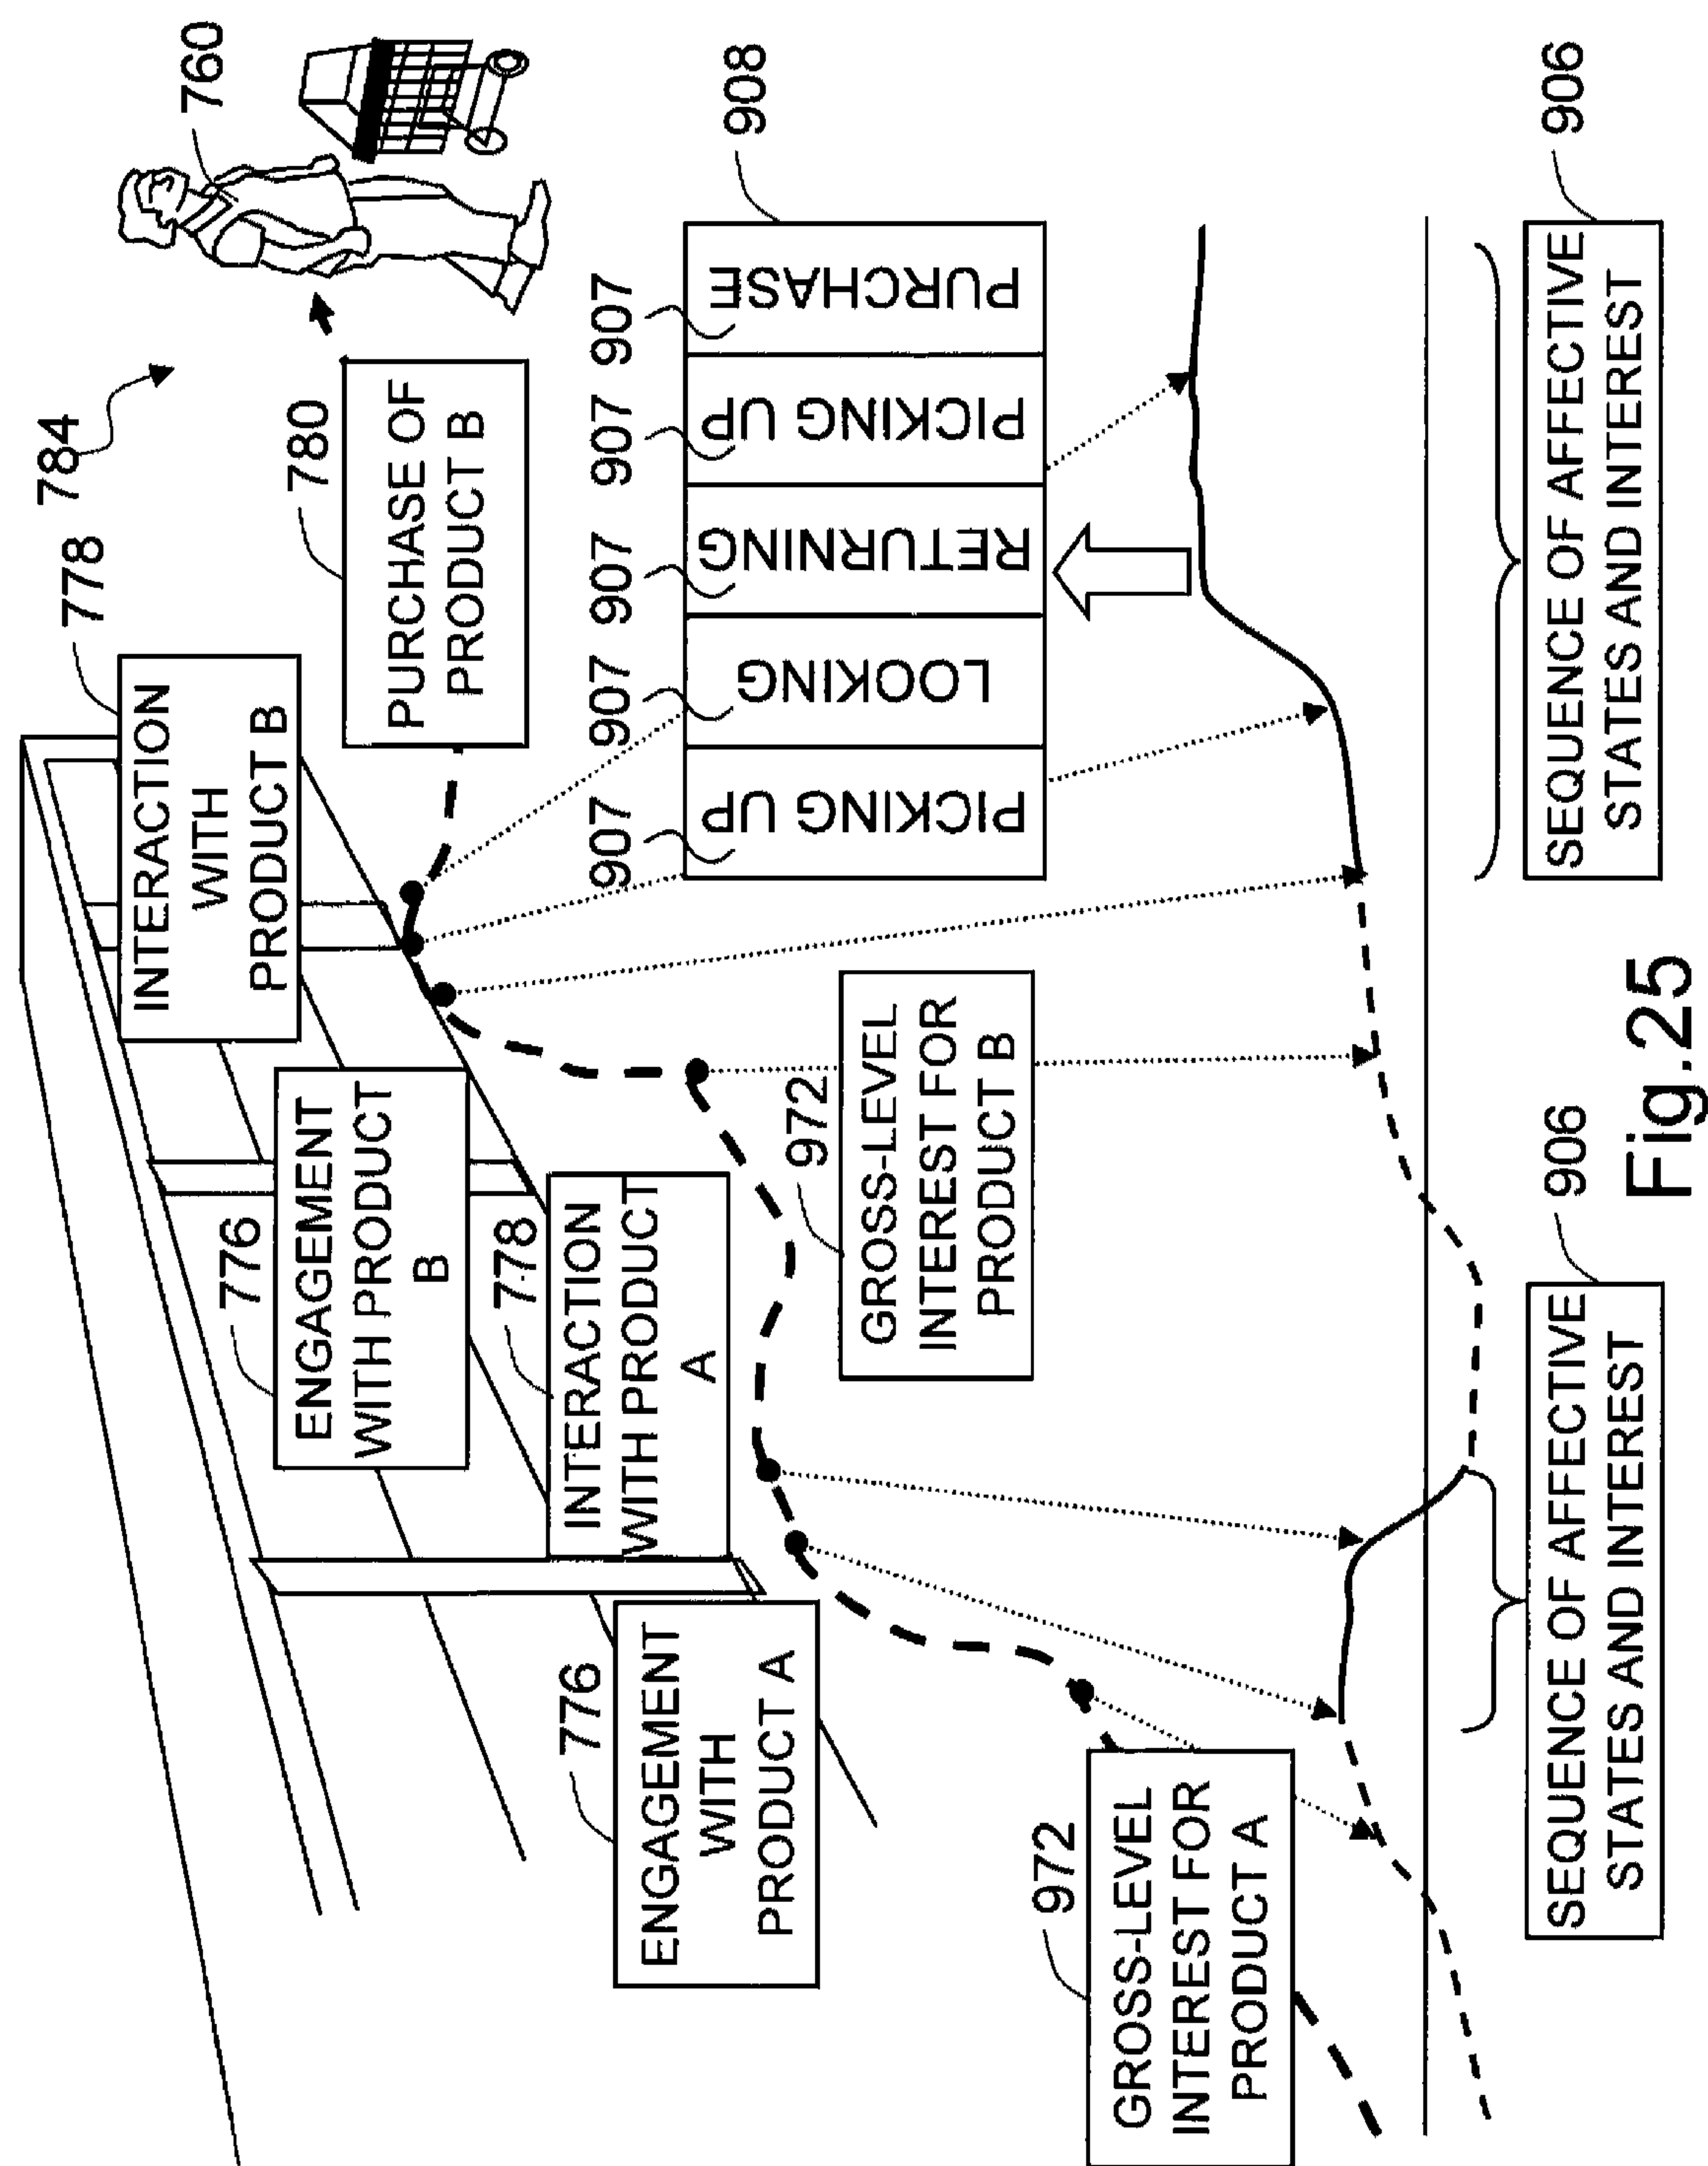 784
760
778
INTERACTION
WITH
PRODUCT B
776
ENGAGEMENT
WITH PRODUCT
B
780
PURCHASE OF
PRODUCT B
778
INTERACTION
WITH PRODUCT
A
776
ENGAGEMENT
WITH
PRODUCT A
907
907
907
907
907
908
PICKING UP
LOOKING
RETURNING
PICKING UP
PURCHASE
972
GROSS-LEVEL
INTEREST FOR
PRODUCT B
972
GROSS-LEVEL
INTEREST FOR
PRODUCT A
906
SEQUENCE OF AFFECTIVE
STATES AND INTEREST
906
SEQUENCE OF AFFECTIVE
STATES AND INTEREST
Fig.25